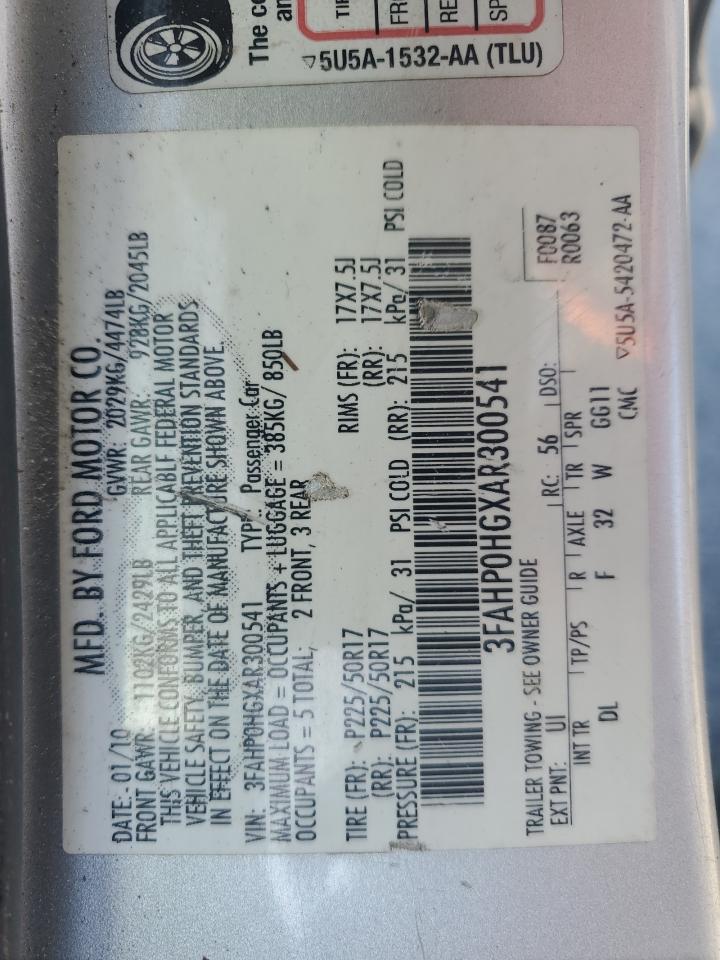 The co
an
TIR
FR
RE
SP
▽5U5A-1532-AA (TLU)
MFD. BY FORD MOTOR CO.
DATE: 01/10 GVWR: 2029KG/4474LB
FRONT GAWR: 1102KG/2429LB REAR GAWR: 928KG/2045LB
THIS VEHICLE CONFORMS TO ALL APPLICABLE FEDERAL MOTOR
VEHICLE SAFETY, BUMPER, AND THEFT PREVENTION STANDARDS
IN EFFECT ON THE DATE OF MANUFACTURE SHOWN ABOVE.
VIN: 3FAHP0HGXAR300541 TYPE: Passenger Car
MAXIMUM LOAD = OCCUPANTS + LUGGAGE = 385KG/ 850LB
OCCUPANTS = 5 TOTAL; 2 FRONT, 3 REAR
TIRE (FR): P225/50R17 RIMS (FR): 17X7.5J
(RR): P225/50R17 (RR): 17X7.5J
PRESSURE (FR): 215 kPa/ 31 PSI COLD (RR): 215 kPa/ 31 PSI COLD
3FAHP0HGXAR300541
TRAILER TOWING - SEE OWNER GUIDE
F0087
EXT PNT: UI RC: 56 DSO: R0063
INT TR TP/PS R AXLE TR SPR
DL F 32 W GG11
CMC
▽5U5A-5420472-AA